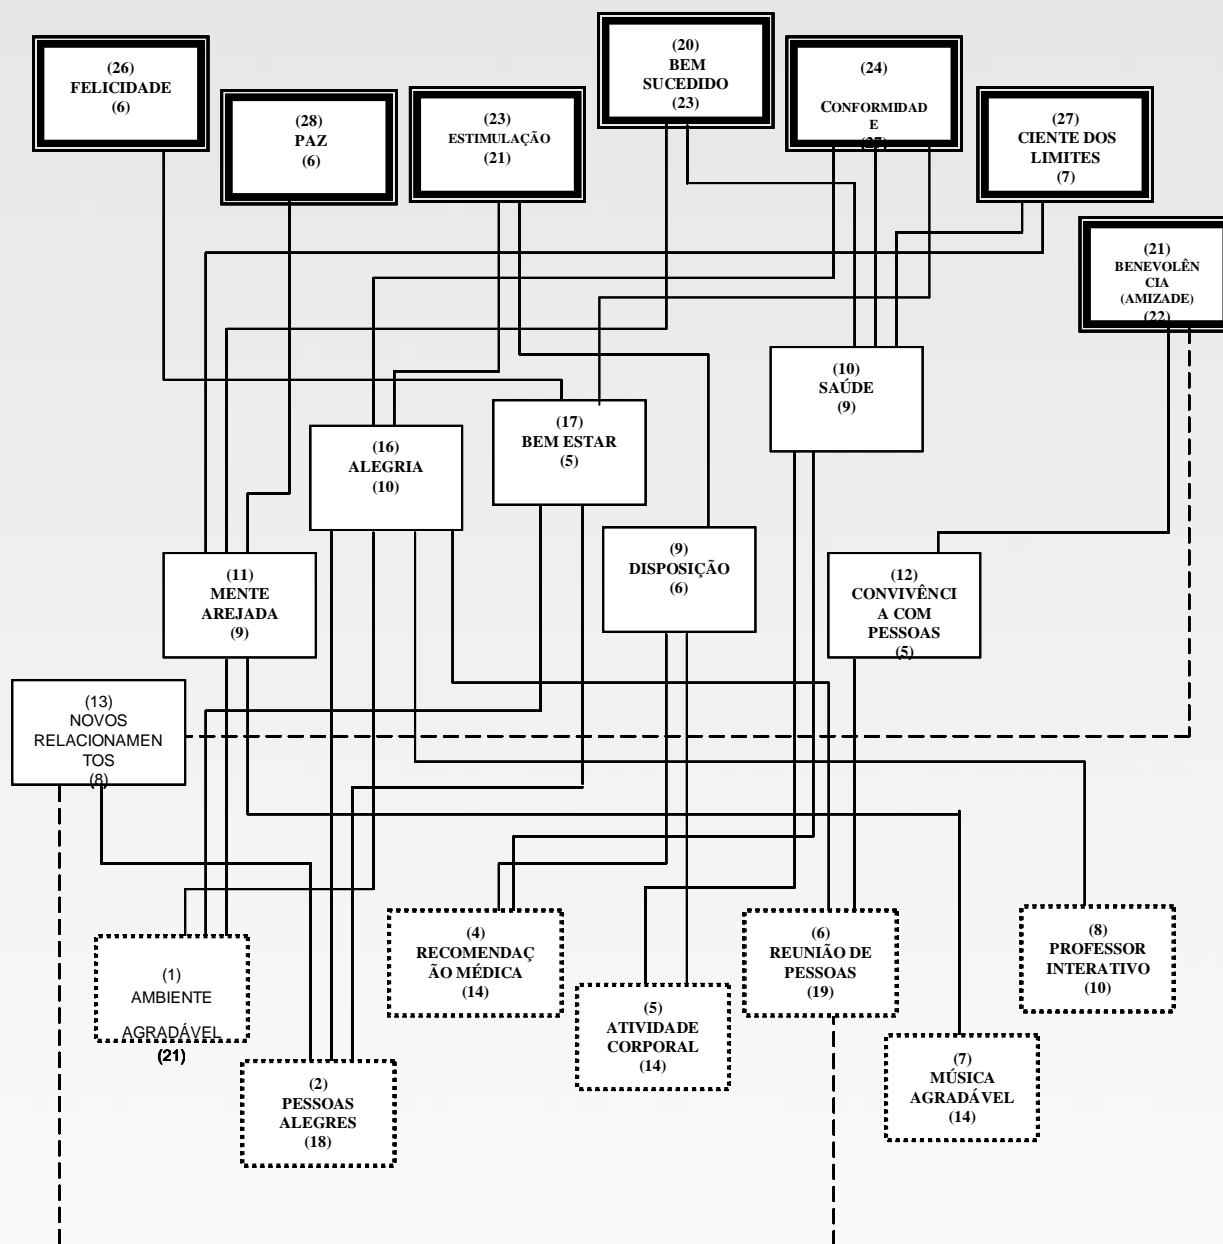 (26)
FELICIDADE
(6)
(28)
PAZ
(6)
(23)
ESTIMULAÇÃO
(21)
(20)
BEM
SUCEDIDO
(23)
(24)
CONFORMIDAD
E
(27)
CIENTE DOS
LIMITES
(7)
(21)
BENEVOLÊN
CIA
(AMIZADE)
(22)
(10)
SAÚDE
(9)
(17)
BEM ESTAR
(5)
(16)
ALEGRIA
(10)
(9)
DISPOSIÇÃO
(6)
(11)
MENTE
AREJADA
(9)
(12)
CONVIVÊNCI
A COM
PESSOAS
(5)
(13)
NOVOS
RELACIONAMEN
TOS
(8)
(1)
AMBIENTE
AGRADÁVEL
(21)
(2)
PESSOAS
ALEGRES
(18)
(4)
RECOMENDAÇ
ÃO MÉDICA
(14)
(5)
ATIVIDADE
CORPORAL
(14)
(6)
REUNIÃO DE
PESSOAS
(19)
(7)
MÚSICA
AGRADÁVEL
(14)
(8)
PROFESSOR
INTERATIVO
(10)